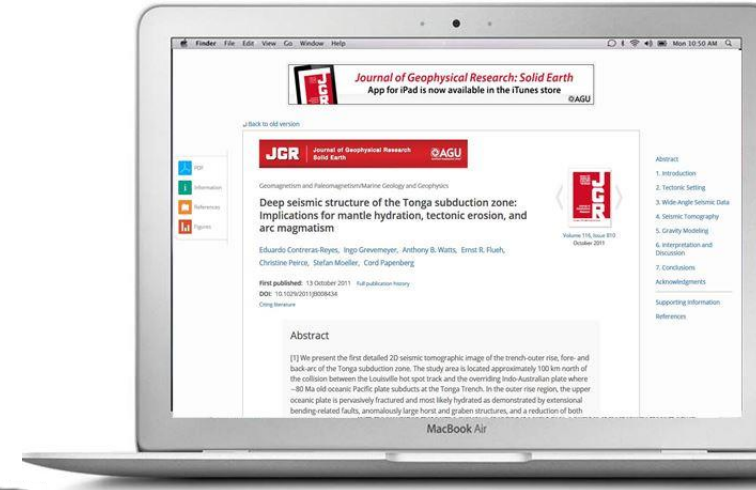 Finder File Edit View Go Window Help
Mon 10:50 AM
Journal of Geophysical Research: Solid Earth
App for iPad is now available in the iTunes store
JGR
©AGU
Back to old version
JGR Journal of Geophysical Research
Solid Earth
©AGU
PDF
Information
References
Figures
Geomagnetism and Paleomagnetism/Marine Geology and Geophysics
Deep seismic structure of the Tonga subduction zone:
Implications for mantle hydration, tectonic erosion, and
arc magmatism
Eduardo Contreras-Reyes, Ingo Grevemeyer, Anthony B. Watts, Ernst R. Flueh,
Christine Peirce, Stefan Moeller, Cord Papenberg
First published: 13 October 2011 Full publication history
DOI: 10.1029/2011JB008434
Citing literature
JGR
Volume 116, Issue B10
October 2011
Abstract
1. Introduction
2. Tectonic Setting
3. Wide-Angle Seismic Data
4. Seismic Tomography
5. Gravity Modeling
6. Interpretation and
Discussion
7. Conclusions
Acknowledgments
Supporting Information
References
Abstract
[1] We present the first detailed 2D seismic tomographic image of the trench-outer rise, fore- and
back-arc of the Tonga subduction zone. The study area is located approximately 100 km north of
the collision between the Louisville hot spot track and the overriding Indo-Australian plate where
~80 Ma old oceanic Pacific plate subducts at the Tonga Trench. In the outer rise region, the upper
oceanic plate is pervasively fractured and most likely hydrated as demonstrated by extensional
bending-related faults, anomalously large horst and graben structures, and a reduction of both
MacBook Air